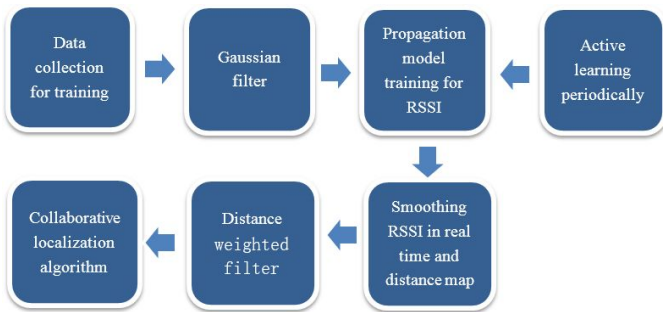 Data
collection
for training
Gaussian
filter
Propagation
model
training for
RSSI
Active
learning
periodically
Collaborative
localization
algorithm
Distance
weighted
filter
Smoothing
RSSI in real
time and
distance map